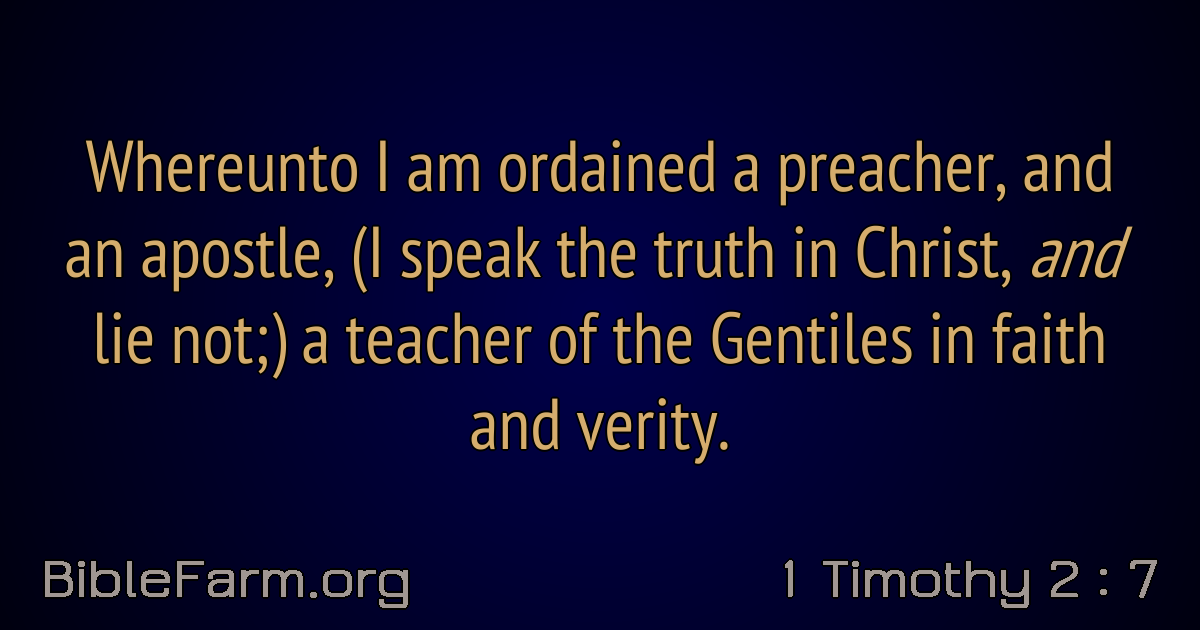 Whereunto I am ordained a preacher, and
an apostle, (I speak the truth in Christ, and
lie not;) a teacher of the Gentiles in faith
and verity.
BibleFarm.org
1 Timothy 2 : 7